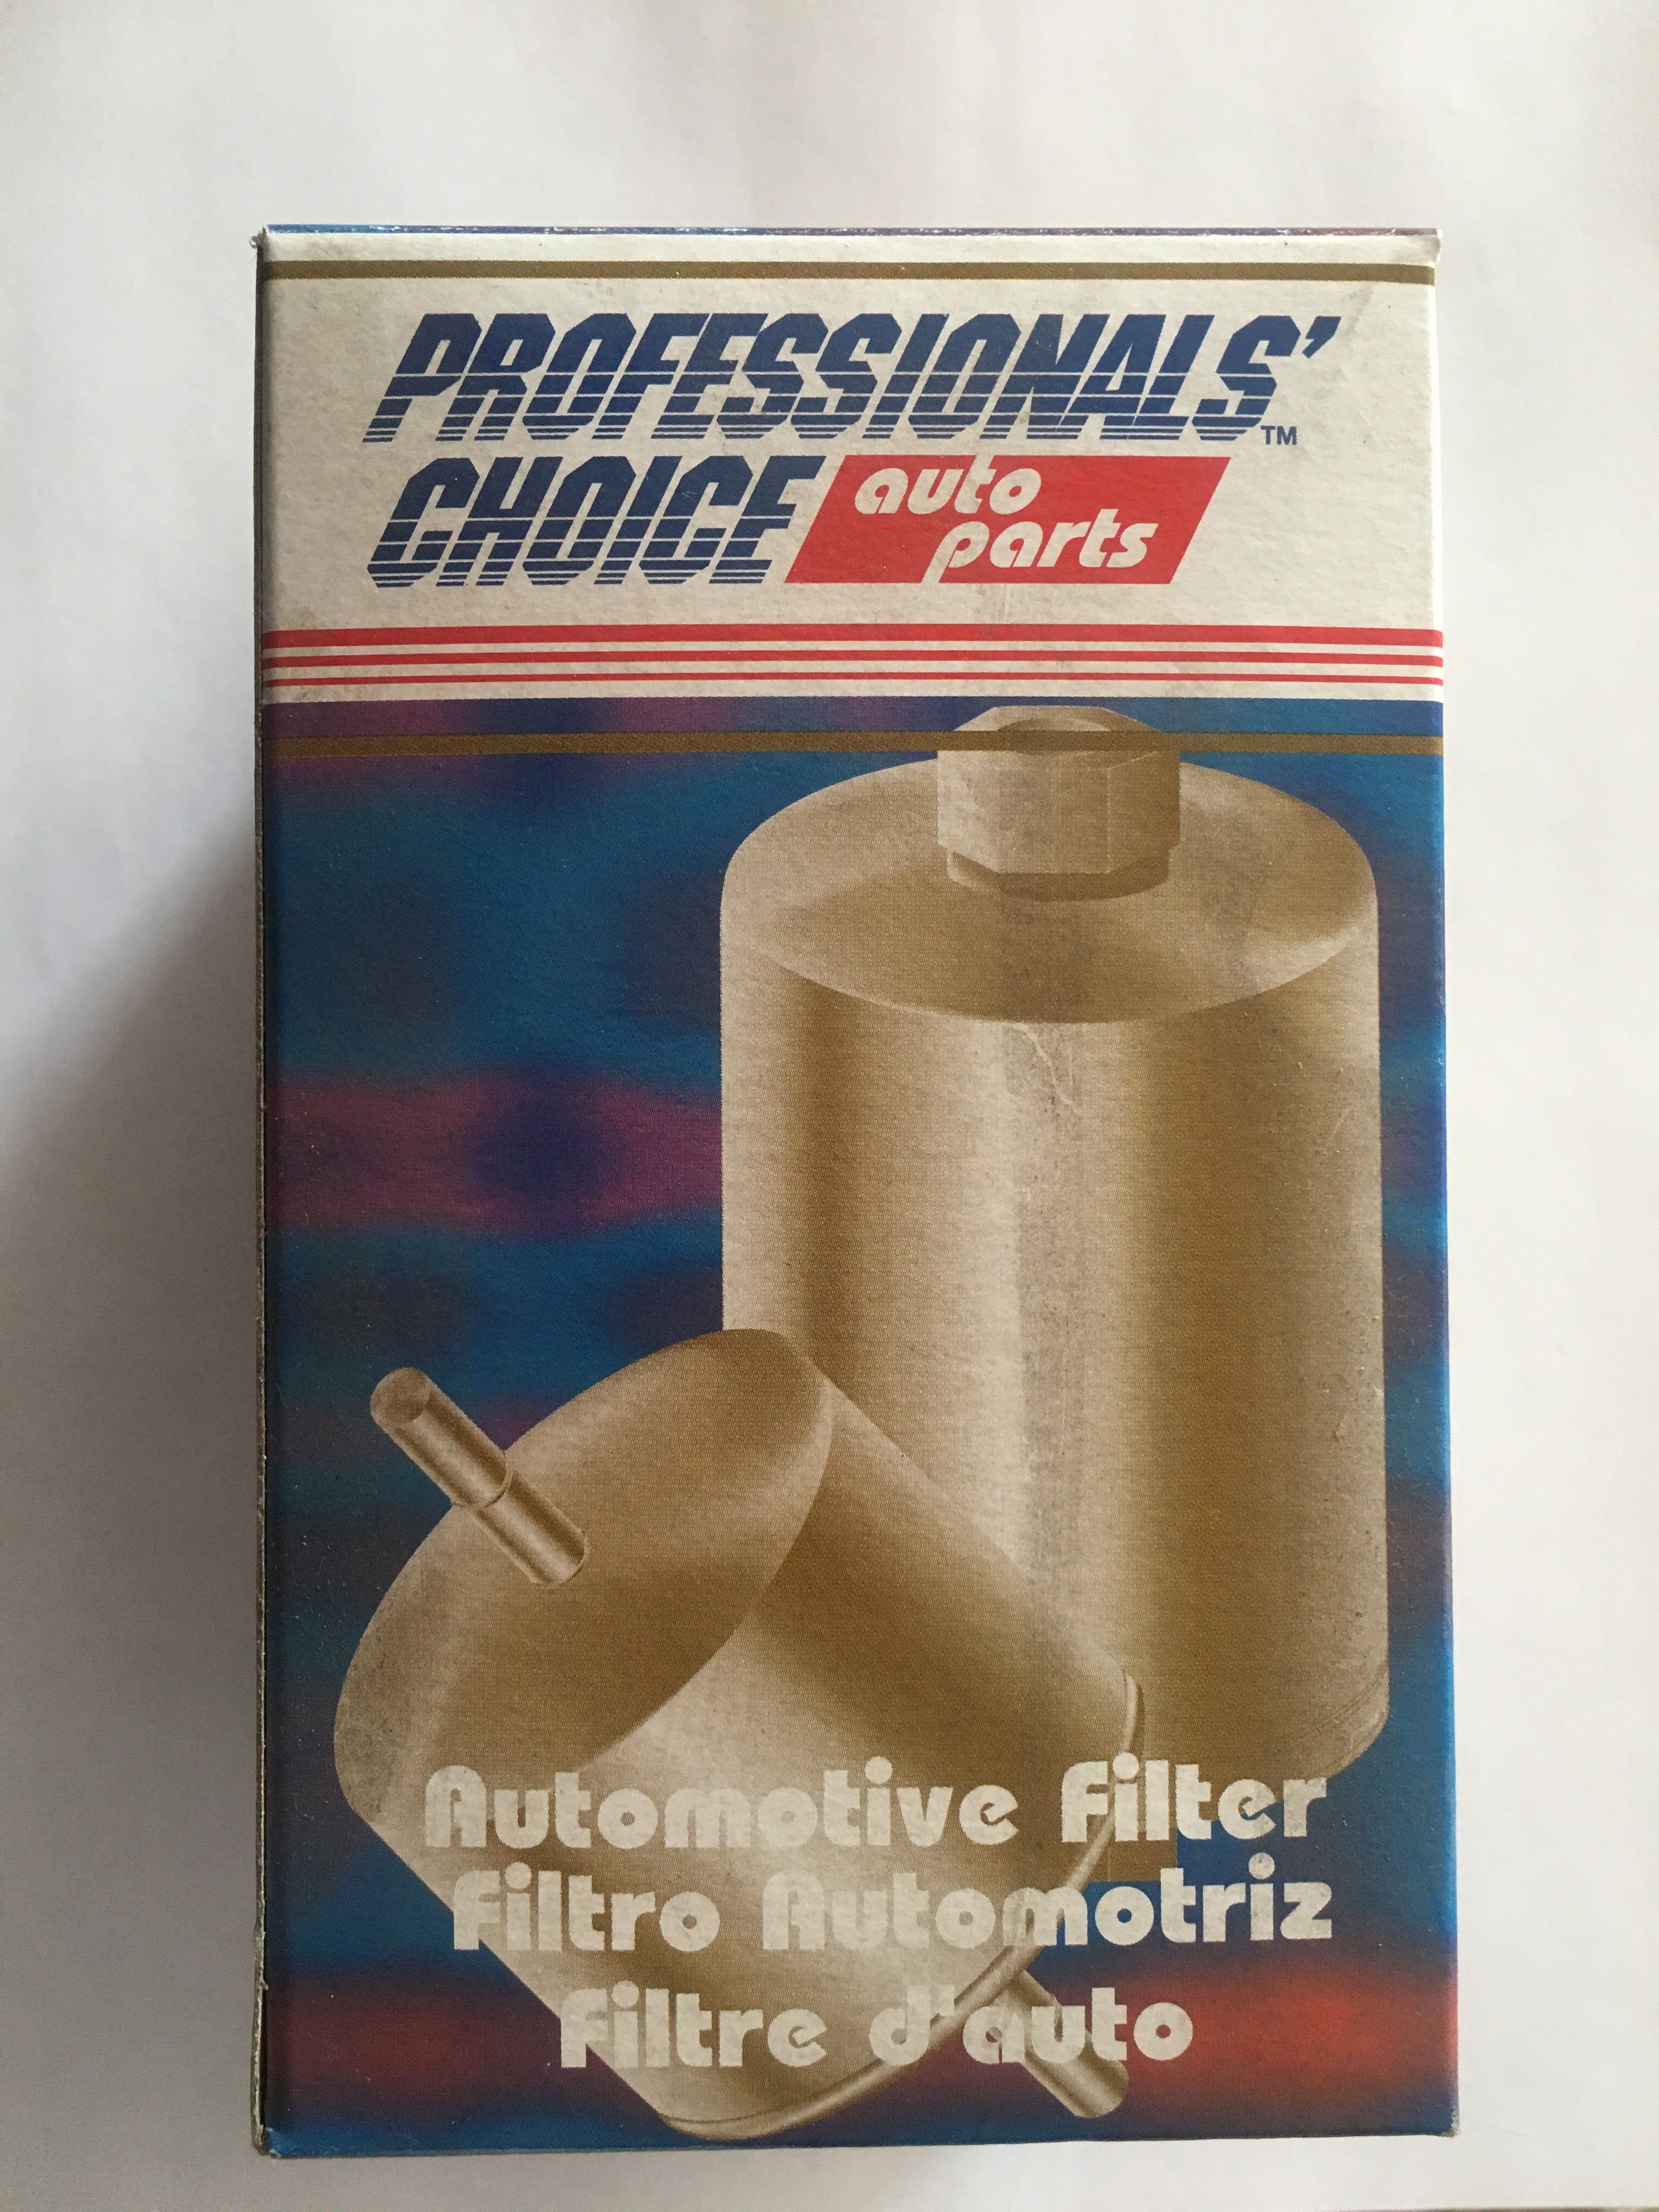 PROFESSIONALS'™
CHOICE auto parts
Automotive Filter
Filtro Automotriz
Filtre d'auto